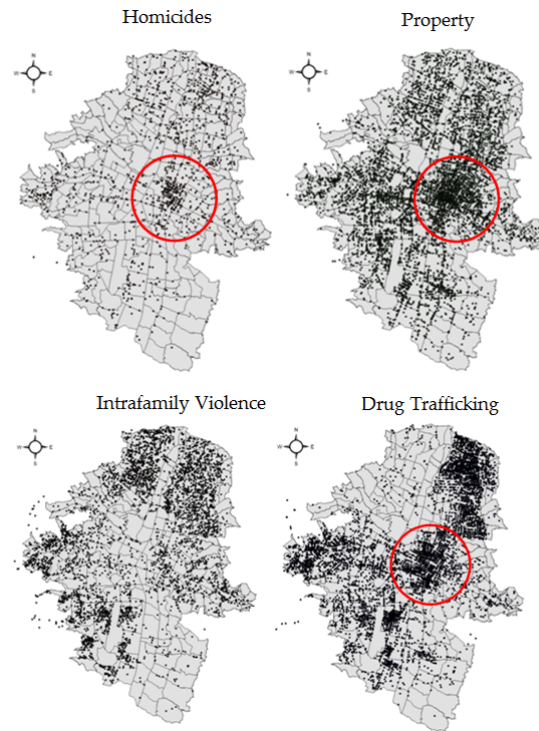 Homicides
Property
N
W
E
S
N
W
E
S
Intrafamily Violence
Drug Trafficking
N
W
E
S
N
W
E
S